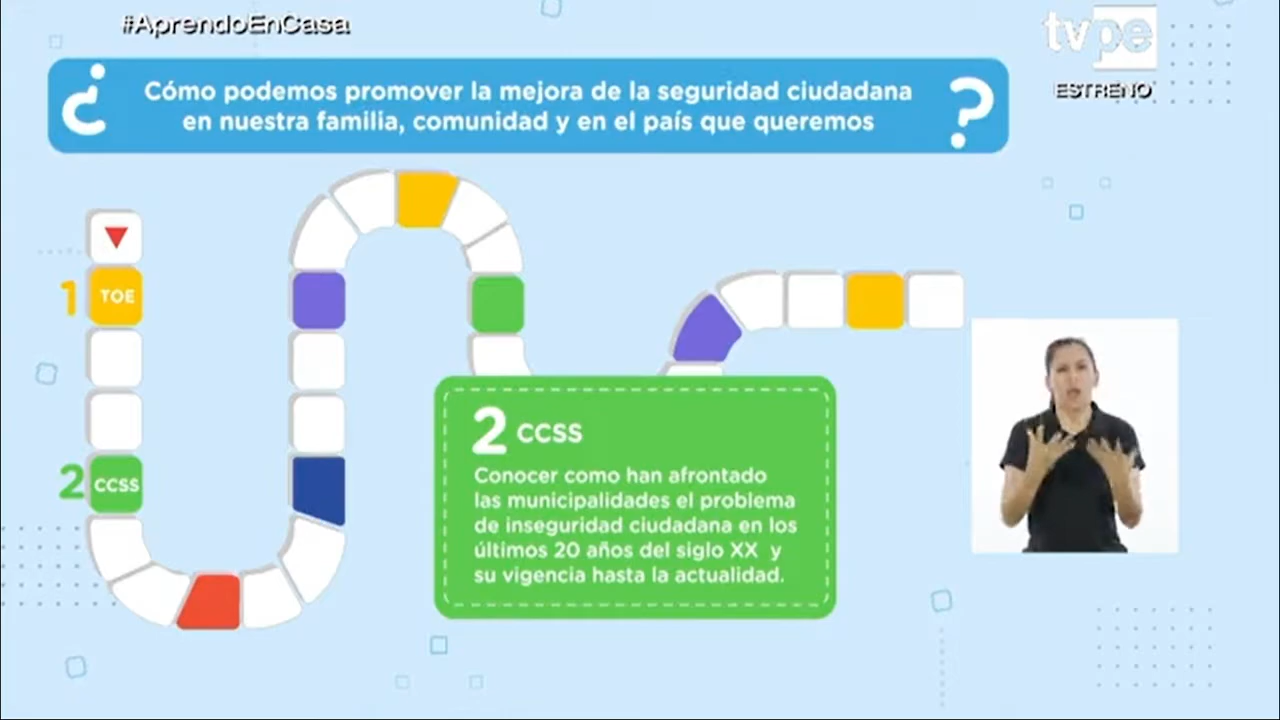 #AprendoEnCasa
tvpe
ESTRENO
¿ Cómo podemos promover la mejora de la seguridad ciudadana
en nuestra familia, comunidad y en el país que queremos ?
1 TOE
2 CCSS
2 CCSS
Conocer como han afrontado
las municipalidades el problema
de inseguridad ciudadana en los
últimos 20 años del siglo XX y
su vigencia hasta la actualidad.